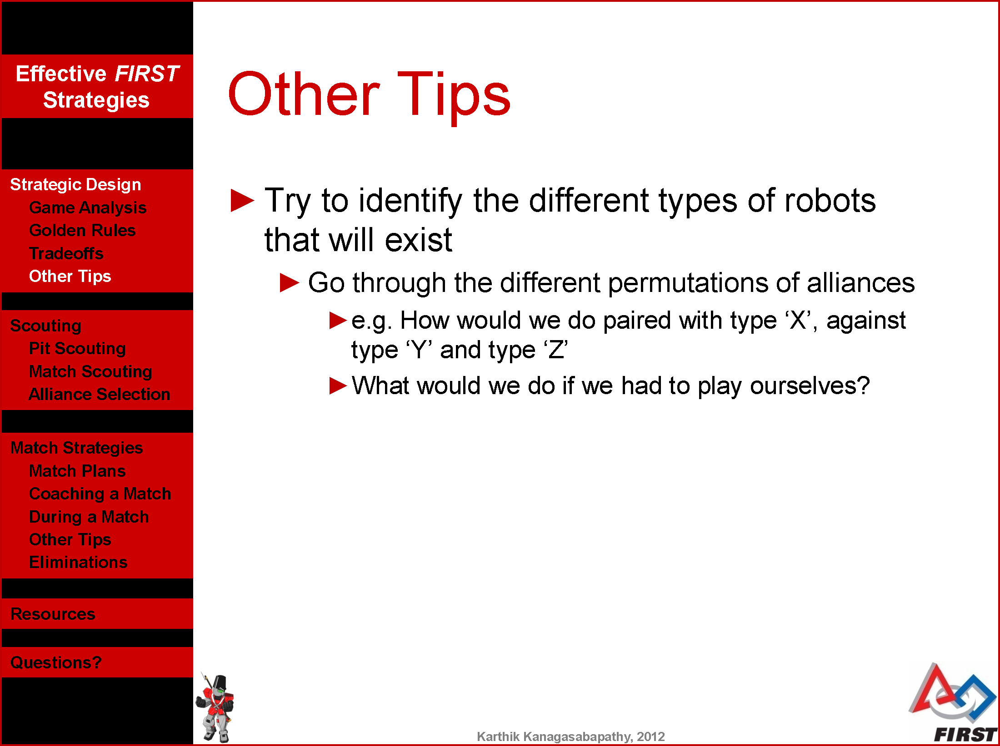 Effective FIRST
Strategies
Strategic Design
Game Analysis
Golden Rules
Tradeoffs
Other Tips
Scouting
Pit Scouting
Match Scouting
Alliance Selection
Match Strategies
Match Plans
Coaching a Match
During a Match
Other Tips
Eliminations
Resources
Questions?
Other Tips
► Try to identify the different types of robots
that will exist
► Go through the different permutations of alliances
► e.g. How would we do paired with type ‘X’, against
type ‘Y’ and type ‘Z’
► What would we do if we had to play ourselves?
Karthik Kanagasabapathy, 2012
FIRST